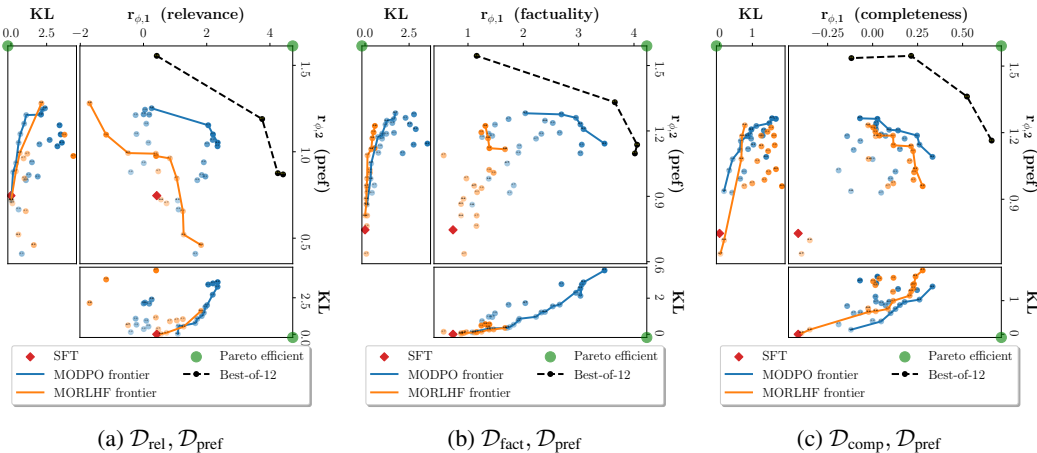 KL r_{φ,1} (relevance)
0.0 2.5 −2 0 2 4
1.5
1.0
0.5
r_{φ,2} (pref)
2.5
0.0
KL
SFT
MODPO frontier
MORLHF frontier
Pareto efficient
Best-of-12
(a) D_rel, D_pref
KL r_{φ,1} (factuality)
0.0 2.5 1 2 3 4
1.5
1.2
0.9
0.6
r_{φ,2} (pref)
2
0
KL
SFT
MODPO frontier
MORLHF frontier
Pareto efficient
Best-of-12
(b) D_fact, D_pref
KL r_{φ,1} (completeness)
0 1 −0.25 0.00 0.25 0.50
1.5
1.2
0.9
r_{φ,2} (pref)
1
0
KL
SFT
MODPO frontier
MORLHF frontier
Pareto efficient
Best-of-12
(c) D_comp, D_pref